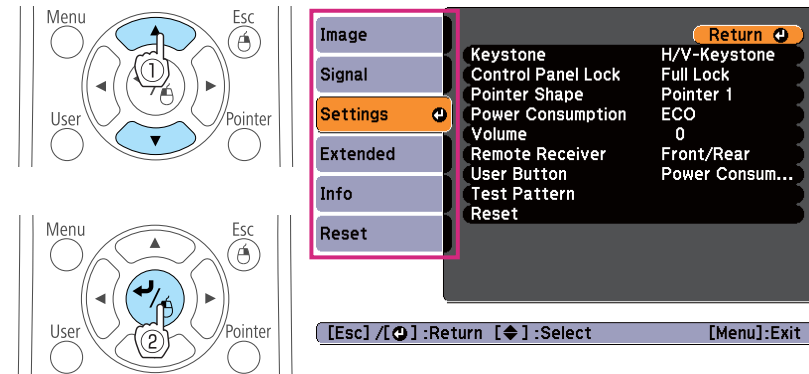 Menu
Esc
①
User
Pointer
Menu
Esc
②
User
Pointer
Image
Signal
Settings
Extended
Info
Reset
Return
Keystone H/V-Keystone
Control Panel Lock Full Lock
Pointer Shape Pointer 1
Power Consumption ECO
Volume 0
Remote Receiver Front/Rear
User Button Power Consum...
Test Pattern
Reset
[Esc] /[⏎] :Return [◆] :Select [Menu]:Exit